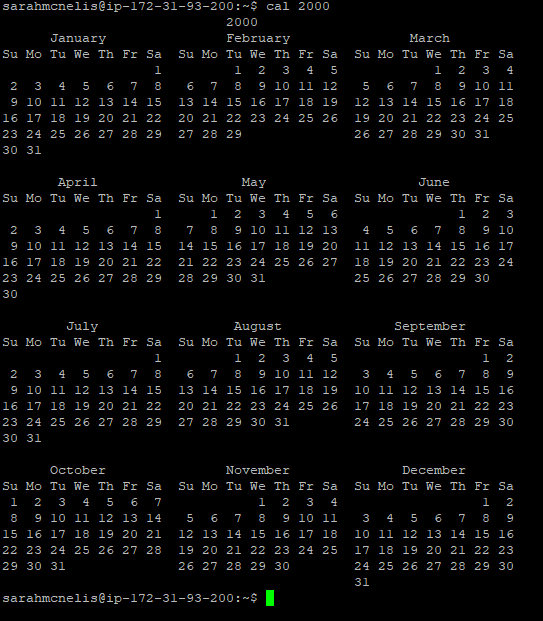 sarahmcnelis@ip-172-31-93-200:~$ cal 2000
                            2000
      January               February               March
Su Mo Tu We Th Fr Sa  Su Mo Tu We Th Fr Sa  Su Mo Tu We Th Fr Sa
                   1         1  2  3  4  5            1  2  3  4
 2  3  4  5  6  7  8   6  7  8  9 10 11 12   5  6  7  8  9 10 11
 9 10 11 12 13 14 15  13 14 15 16 17 18 19  12 13 14 15 16 17 18
16 17 18 19 20 21 22  20 21 22 23 24 25 26  19 20 21 22 23 24 25
23 24 25 26 27 28 29  27 28 29              26 27 28 29 30 31
30 31

       April                  May                   June
Su Mo Tu We Th Fr Sa  Su Mo Tu We Th Fr Sa  Su Mo Tu We Th Fr Sa
                   1      1  2  3  4  5  6               1  2  3
 2  3  4  5  6  7  8   7  8  9 10 11 12 13   4  5  6  7  8  9 10
 9 10 11 12 13 14 15  14 15 16 17 18 19 20  11 12 13 14 15 16 17
16 17 18 19 20 21 22  21 22 23 24 25 26 27  18 19 20 21 22 23 24
23 24 25 26 27 28 29  28 29 30 31           25 26 27 28 29 30
30

        July                 August              September
Su Mo Tu We Th Fr Sa  Su Mo Tu We Th Fr Sa  Su Mo Tu We Th Fr Sa
                   1         1  2  3  4  5                  1  2
 2  3  4  5  6  7  8   6  7  8  9 10 11 12   3  4  5  6  7  8  9
 9 10 11 12 13 14 15  13 14 15 16 17 18 19  10 11 12 13 14 15 16
16 17 18 19 20 21 22  20 21 22 23 24 25 26  17 18 19 20 21 22 23
23 24 25 26 27 28 29  27 28 29 30 31        24 25 26 27 28 29 30
30 31

      October               November              December
Su Mo Tu We Th Fr Sa  Su Mo Tu We Th Fr Sa  Su Mo Tu We Th Fr Sa
 1  2  3  4  5  6  7            1  2  3  4                  1  2
 8  9 10 11 12 13 14   5  6  7  8  9 10 11   3  4  5  6  7  8  9
15 16 17 18 19 20 21  12 13 14 15 16 17 18  10 11 12 13 14 15 16
22 23 24 25 26 27 28  19 20 21 22 23 24 25  17 18 19 20 21 22 23
29 30 31              26 27 28 29 30        24 25 26 27 28 29 30
                                            31
sarahmcnelis@ip-172-31-93-200:~$